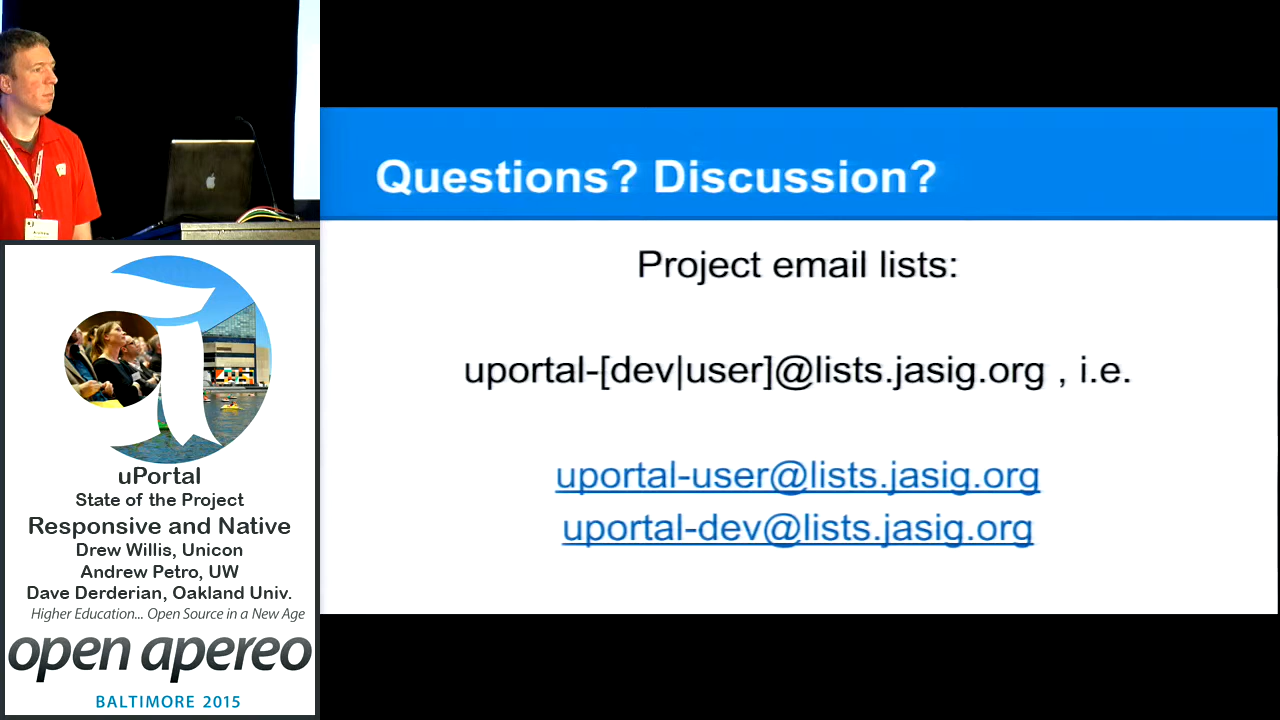 Questions? Discussion?
Project email lists:
uportal-[dev|user]@lists.jasig.org , i.e.
uportal-user@lists.jasig.org
uportal-dev@lists.jasig.org
uPortal
State of the Project
Responsive and Native
Drew Willis, Unicon
Andrew Petro, UW
Dave Derderian, Oakland Univ.
Higher Education... Open Source in a New Age
open apereo
BALTIMORE 2015